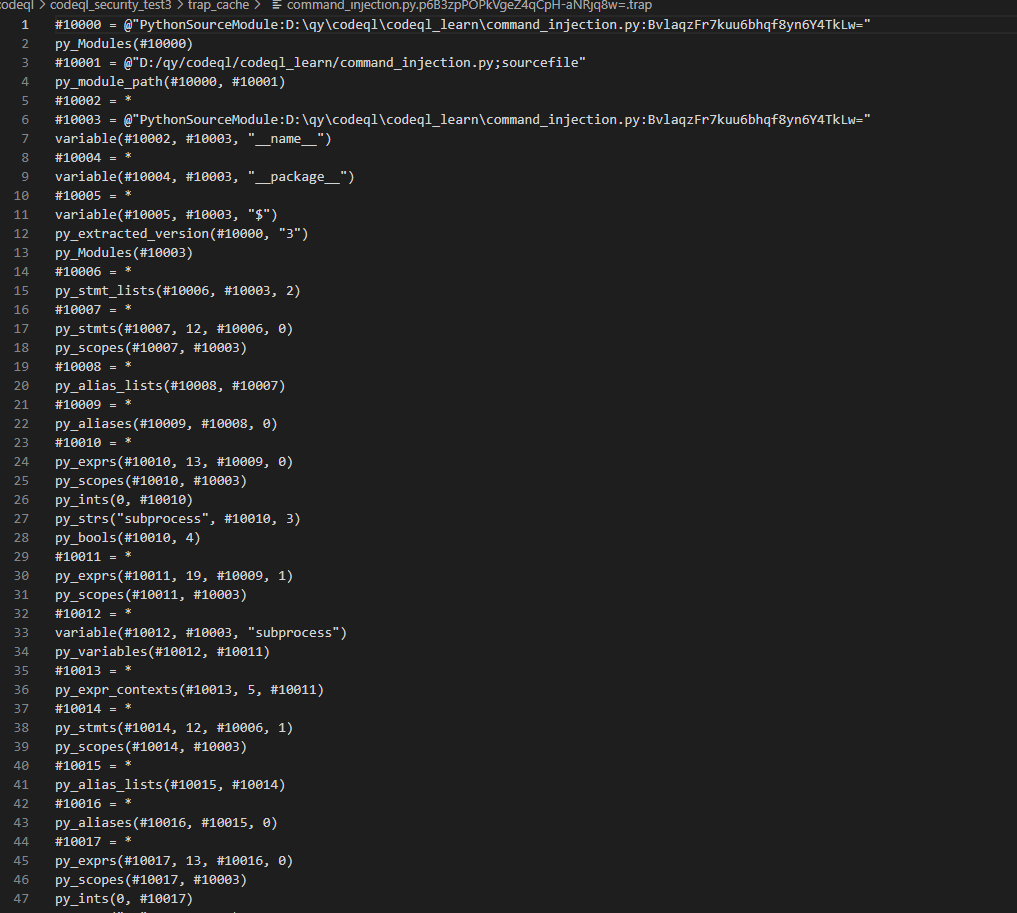 codeql > codeql_security_test3 > trap_cache > command_injection.py.p6B3zpPOPkVgeZ4qCpH-aNRjq8w=.trap
1 #10000 = @"PythonSourceModule:D:\qy\codeql\codeql_learn\command_injection.py:BvlaqzFr7kuu6bhqf8yn6Y4TkLw="
2 py_Modules(#10000)
3 #10001 = @"D:/qy/codeql/codeql_learn/command_injection.py;sourcefile"
4 py_module_path(#10000, #10001)
5 #10002 = *
6 #10003 = @"PythonSourceModule:D:\qy\codeql\codeql_learn\command_injection.py:BvlaqzFr7kuu6bhqf8yn6Y4TkLw="
7 variable(#10002, #10003, "__name__")
8 #10004 = *
9 variable(#10004, #10003, "__package__")
10 #10005 = *
11 variable(#10005, #10003, "$")
12 py_extracted_version(#10000, "3")
13 py_Modules(#10003)
14 #10006 = *
15 py_stmt_lists(#10006, #10003, 2)
16 #10007 = *
17 py_stmts(#10007, 12, #10006, 0)
18 py_scopes(#10007, #10003)
19 #10008 = *
20 py_alias_lists(#10008, #10007)
21 #10009 = *
22 py_aliases(#10009, #10008, 0)
23 #10010 = *
24 py_exprs(#10010, 13, #10009, 0)
25 py_scopes(#10010, #10003)
26 py_ints(0, #10010)
27 py_strs("subprocess", #10010, 3)
28 py_bools(#10010, 4)
29 #10011 = *
30 py_exprs(#10011, 19, #10009, 1)
31 py_scopes(#10011, #10003)
32 #10012 = *
33 variable(#10012, #10003, "subprocess")
34 py_variables(#10012, #10011)
35 #10013 = *
36 py_expr_contexts(#10013, 5, #10011)
37 #10014 = *
38 py_stmts(#10014, 12, #10006, 1)
39 py_scopes(#10014, #10003)
40 #10015 = *
41 py_alias_lists(#10015, #10014)
42 #10016 = *
43 py_aliases(#10016, #10015, 0)
44 #10017 = *
45 py_exprs(#10017, 13, #10016, 0)
46 py_scopes(#10017, #10003)
47 py_ints(0, #10017)